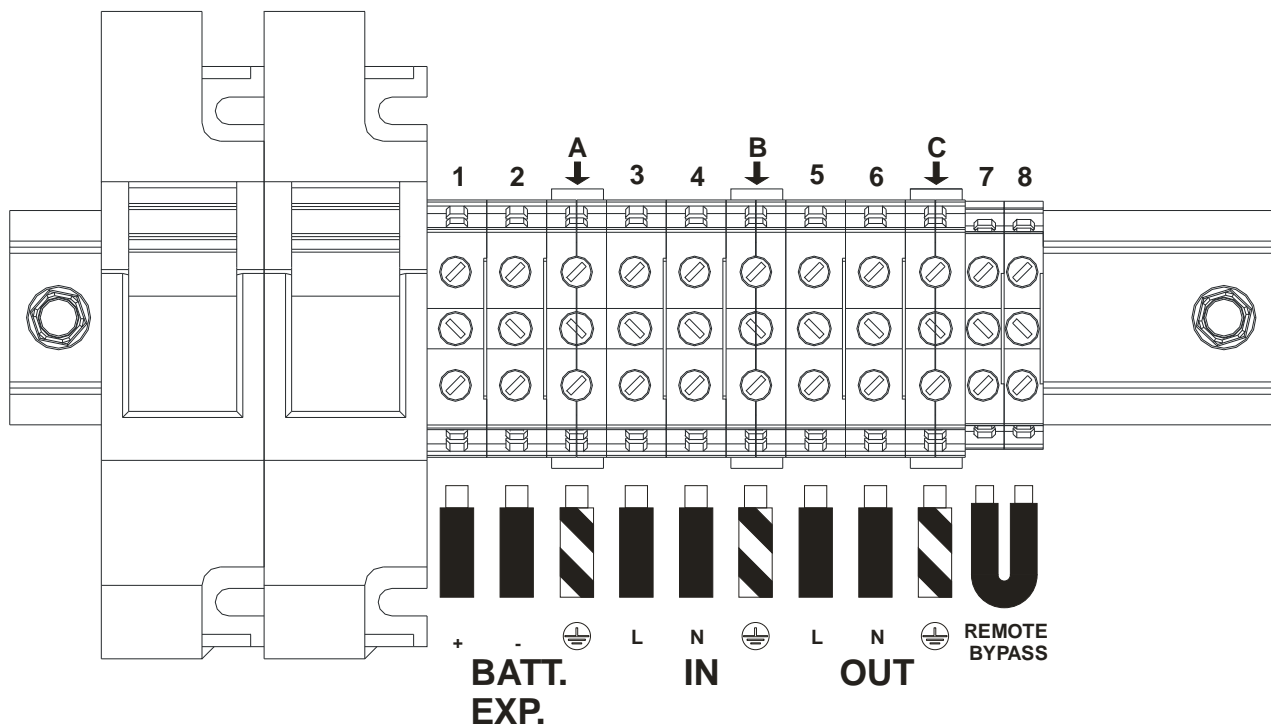 A B C
1 2 3 4 5 6 7 8
+ - L N L N REMOTE
BYPASS
BATT. IN OUT
EXP.